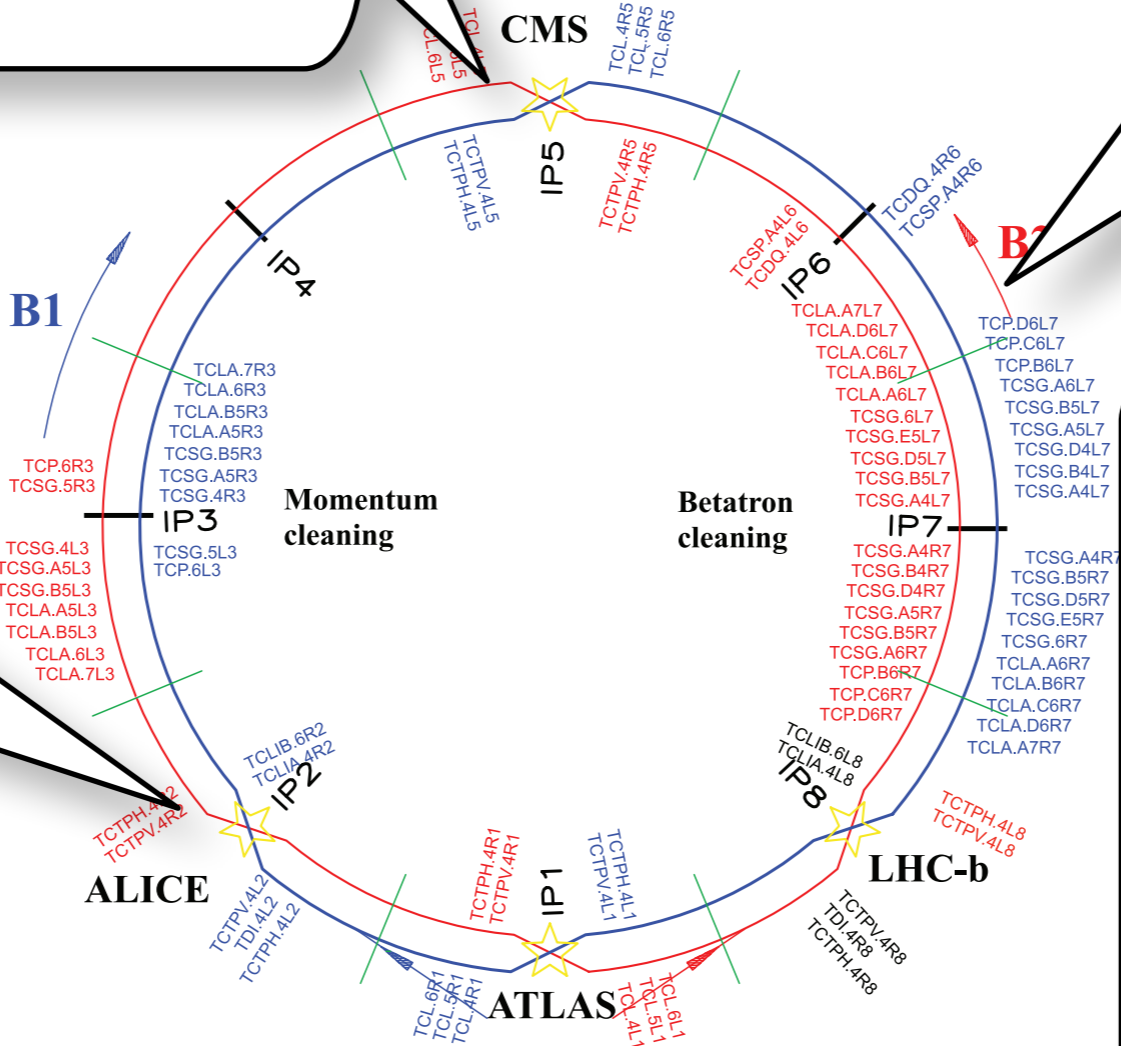 CMS
TCL.6L5
TCL.4R5
TCL.5R5
TCL.6R5
IP5
TCTPV.4L5
TCTPH.4L5
TCTPV.4R5
TCTPH.4R5
TCDQ.4R6
TCSP.A4R6
TCSP.A4L6
TCDQ.4L6
IP6
IP4
B1
TCLA.7R3
TCLA.6R3
TCLA.B5R3
TCLA.A5R3
TCSG.B5R3
TCSG.A5R3
TCSG.4R3
TCP.6R3
TCSG.5R3
IP3
Momentum
cleaning
TCSG.5L3
TCP.6L3
TCSG.4L3
TCSG.A5L3
TCSG.B5L3
TCLA.A5L3
TCLA.B5L3
TCLA.6L3
TCLA.7L3
TCLA.A7L7
TCLA.D6L7
TCLA.C6L7
TCLA.B6L7
TCLA.A6L7
TCSG.6L7
TCSG.E5L7
TCSG.D5L7
TCSG.B5L7
TCSG.A4L7
TCP.D6L7
TCP.C6L7
TCP.B6L7
TCSG.A6L7
TCSG.B5L7
TCSG.A5L7
TCSG.D4L7
TCSG.B4L7
TCSG.A4L7
Betatron
cleaning
IP7
TCSG.A4R7
TCSG.B4R7
TCSG.D4R7
TCSG.A5R7
TCSG.B5R7
TCSG.A6R7
TCP.B6R7
TCP.C6R7
TCP.D6R7
TCSG.A4R7
TCSG.B5R7
TCSG.D5R7
TCSG.E5R7
TCSG.6R7
TCLA.A6R7
TCLA.B6R7
TCLA.C6R7
TCLA.D6R7
TCLA.A7R7
TCLIB.6R2
TCLIA.4R2
IP2
TCTPH.4R2
TCTPV.4R2
ALICE
TCTPV.4L2
TDI.4L2
TCTPH.4L2
TCLIB.6L8
TCLIA.4L8
IP8
TCTPH.4L8
TCTPV.4L8
LHC-b
TCTPV.4R8
TDI.4R8
TCTPH.4R8
TCTPH.4R1
TCTPV.4R1
IP1
TCTPH.4L1
TCTPV.4L1
TCL.6R1
TCL.5R1
TCL.4R1
ATLAS
TCL.6L1
TCL.5L1
TCL.4L1